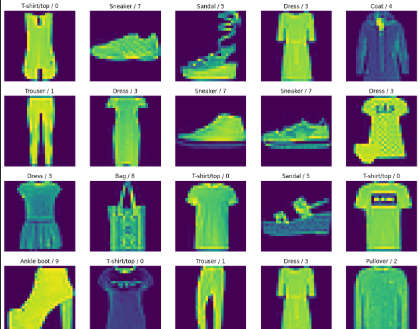 T-shirt/top / 0
Sneaker / 7
Sandal / 5
Dress / 3
Coat / 4
Trouser / 1
Dress / 3
Sneaker / 7
Sneaker / 7
Dress / 3
Dress / 3
Bag / 8
T-shirt/top / 0
Sandal / 5
T-shirt/top / 0
Ankle boot / 9
T-shirt/top / 0
Trouser / 1
Dress / 3
Pullover / 2